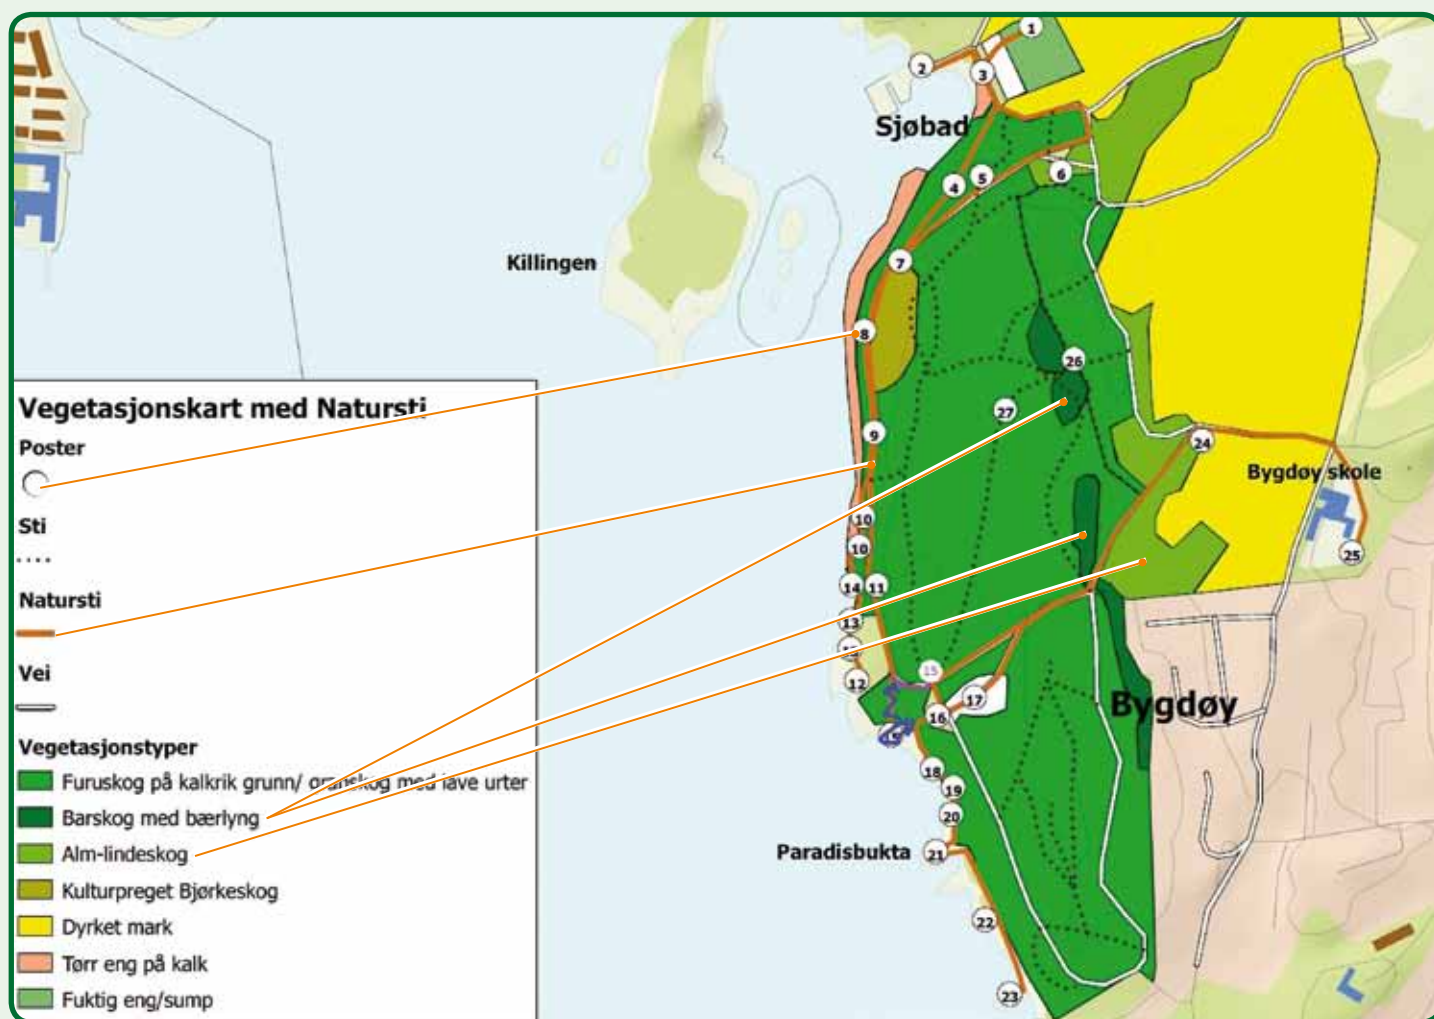 1
2
3
Sjøbad
4
5
6
Killingen
7
8
26
27
9
24
Bygdøy skole
10
25
10
14
11
13
12
15
17
16
Bygdøy
18
19
20
Paradisbukta
21
22
23
Vegetasjonskart med Natursti
Poster
Sti
Natursti
Vei
Vegetasjonstyper
Furuskog på kalkrik grunn/ granskog med lave urter
Barskog med bærlyng
Alm-lindeskog
Kulturpreget Bjørkeskog
Dyrket mark
Tørr eng på kalk
Fuktig eng/sump